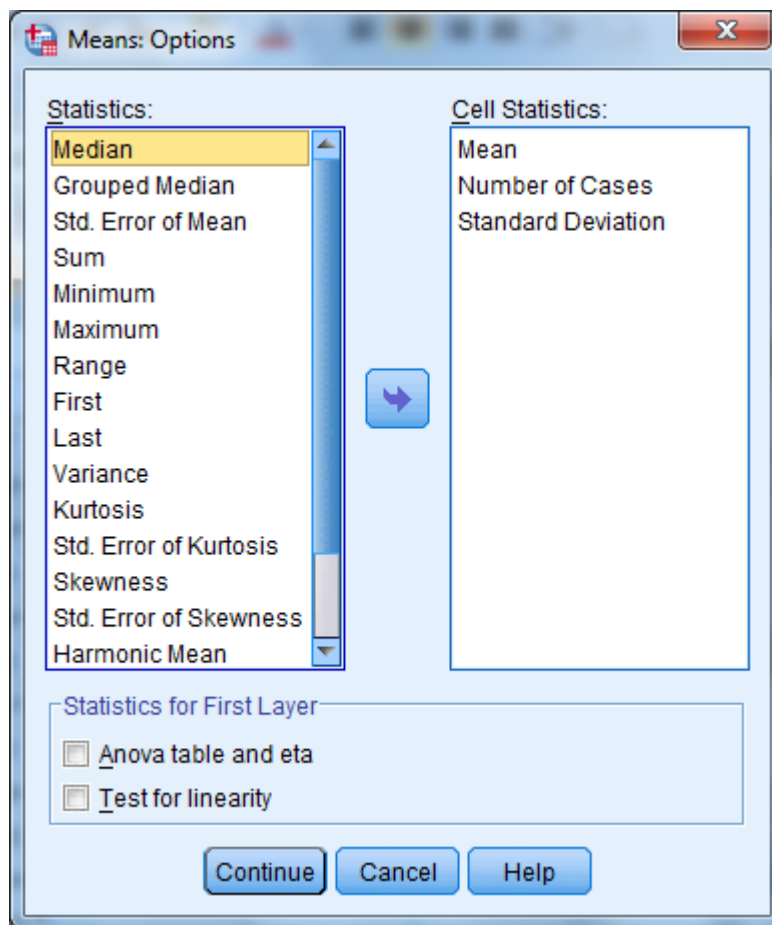 Means: Options
Statistics:
Median
Grouped Median
Std. Error of Mean
Sum
Minimum
Maximum
Range
First
Last
Variance
Kurtosis
Std. Error of Kurtosis
Skewness
Std. Error of Skewness
Harmonic Mean
Cell Statistics:
Mean
Number of Cases
Standard Deviation
Statistics for First Layer
Anova table and eta
Test for linearity
Continue Cancel Help